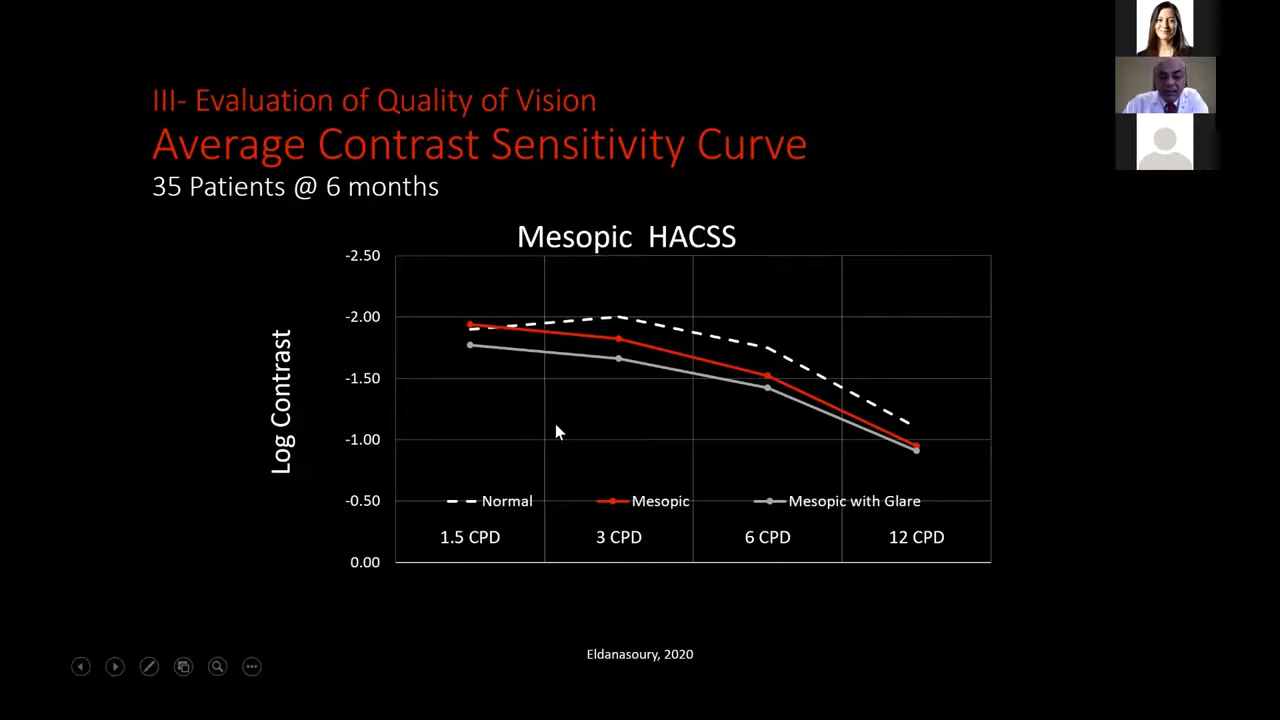 III- Evaluation of Quality of Vision
Average Contrast Sensitivity Curve
35 Patients @ 6 months
Mesopic HACSS
Log Contrast
-2.50
-2.00
-1.50
-1.00
-0.50
0.00
Normal
Mesopic
Mesopic with Glare
1.5 CPD
3 CPD
6 CPD
12 CPD
Eldanasoury, 2020